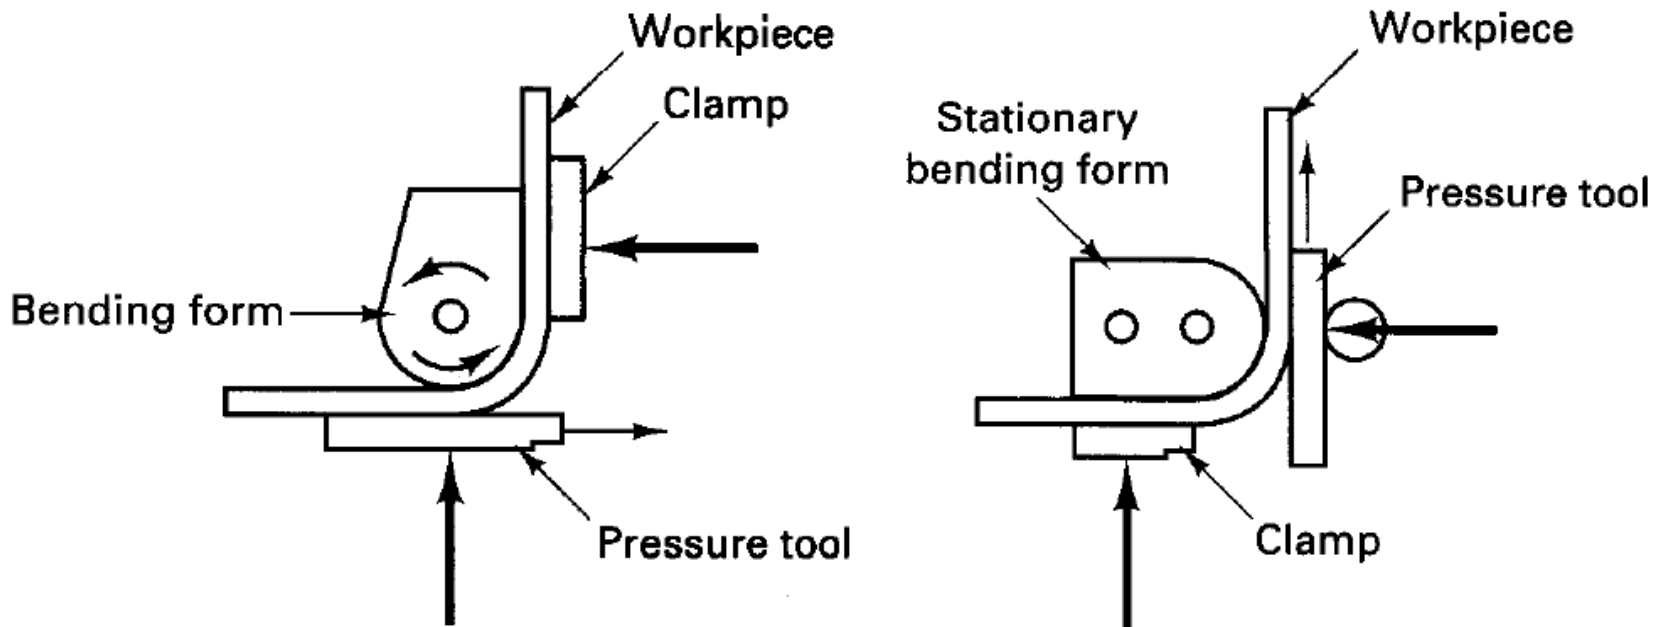 Workpiece
Clamp
Bending form
Pressure tool
Workpiece
Stationary
bending form
Pressure tool
Clamp